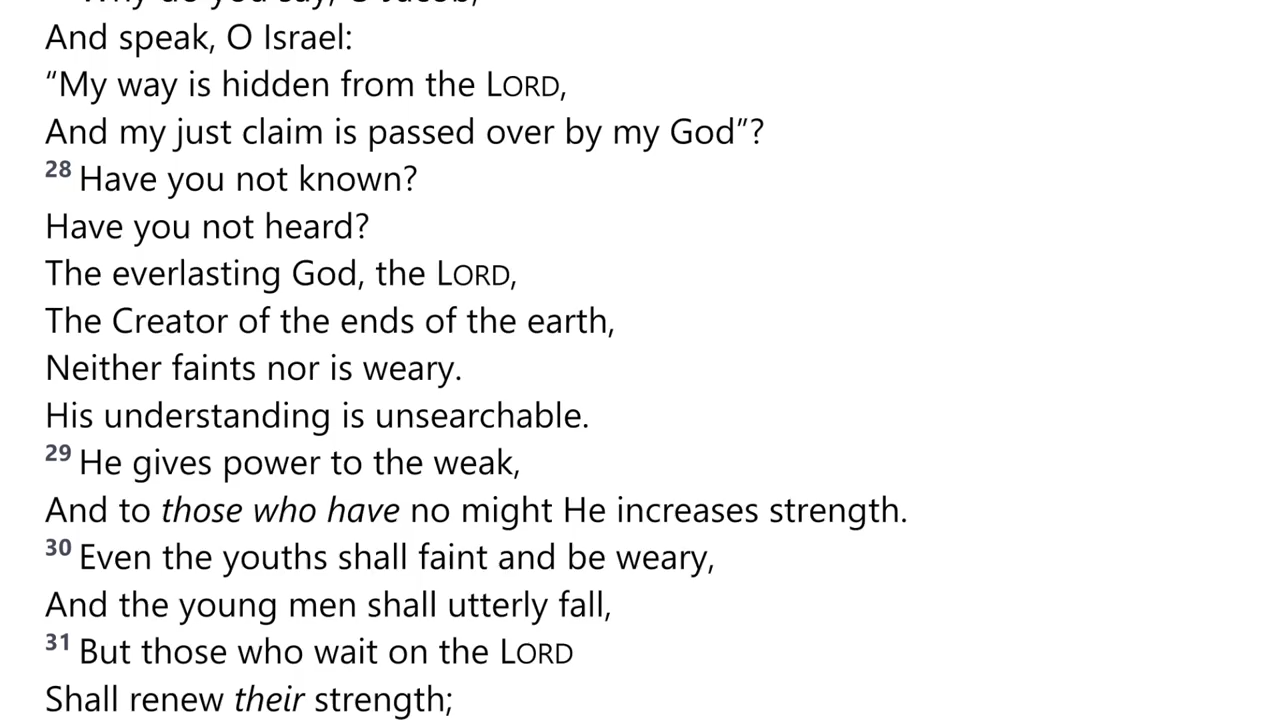 Why do you say, O Jacob,
And speak, O Israel:
“My way is hidden from the LORD,
And my just claim is passed over by my God”?
28 Have you not known?
Have you not heard?
The everlasting God, the LORD,
The Creator of the ends of the earth,
Neither faints nor is weary.
His understanding is unsearchable.
29 He gives power to the weak,
And to those who have no might He increases strength.
30 Even the youths shall faint and be weary,
And the young men shall utterly fall,
31 But those who wait on the LORD
Shall renew their strength;